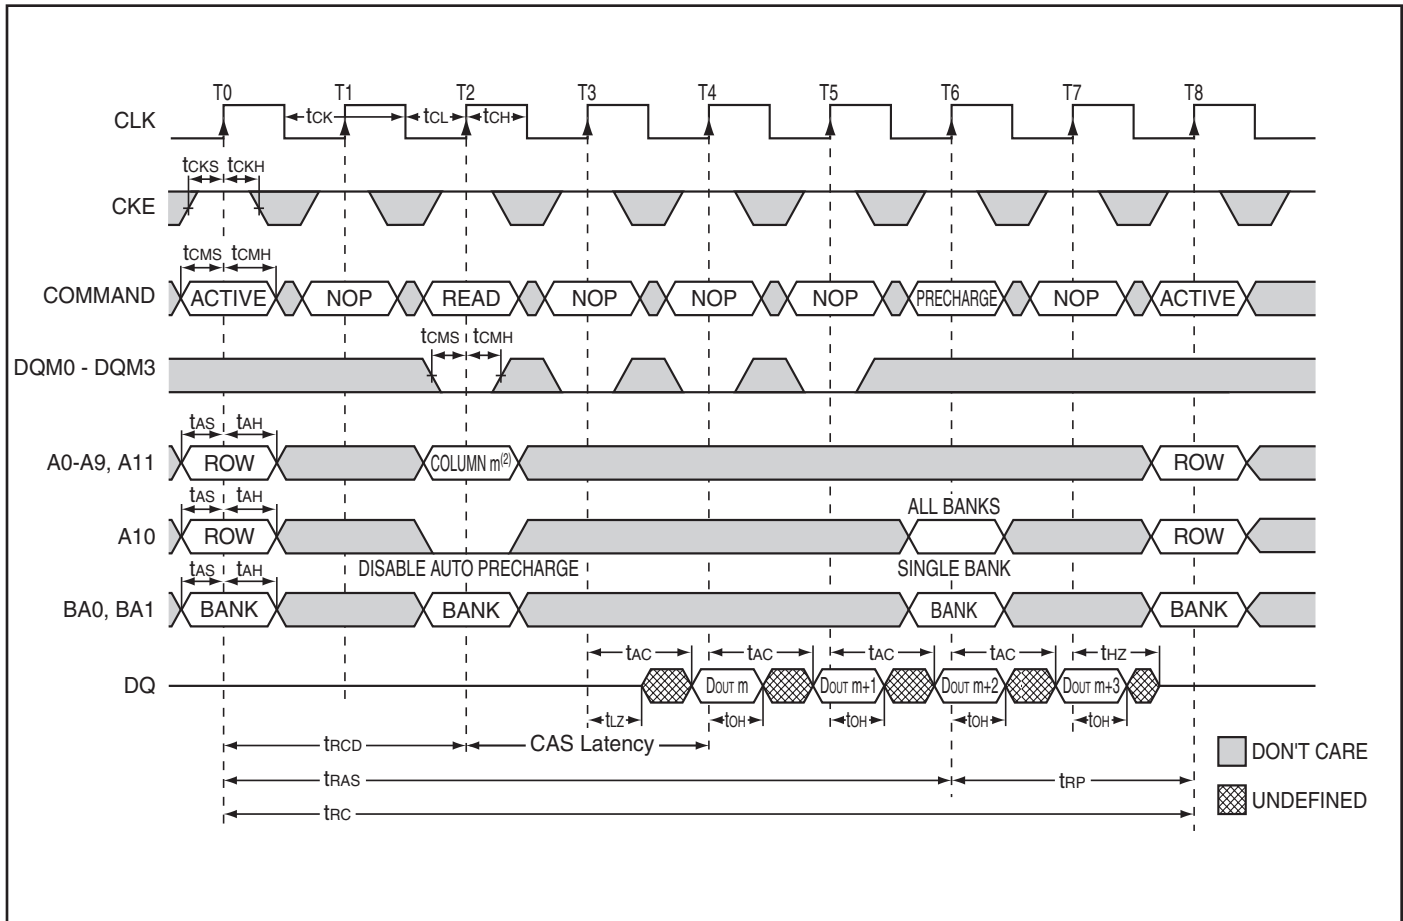 T0 T1 T2 T3 T4 T5 T6 T7 T8
CLK tCK tCL tCH
tCKS tCKH
CKE
tCMS tCMH
COMMAND ACTIVE NOP READ NOP NOP NOP PRECHARGE NOP ACTIVE
tCMS tCMH
DQM0 - DQM3
tAS tAH
A0-A9, A11 ROW COLUMN m(2) ROW
tAS tAH ALL BANKS
A10 ROW ROW
DISABLE AUTO PRECHARGE SINGLE BANK
tAS tAH
BA0, BA1 BANK BANK BANK BANK
tAC tAC tAC tAC tHZ
DQ DOUT m DOUT m+1 DOUT m+2 DOUT m+3
tLZ tOH tOH tOH tOH
tRCD CAS Latency
DON'T CARE
tRAS tRP
UNDEFINED
tRC